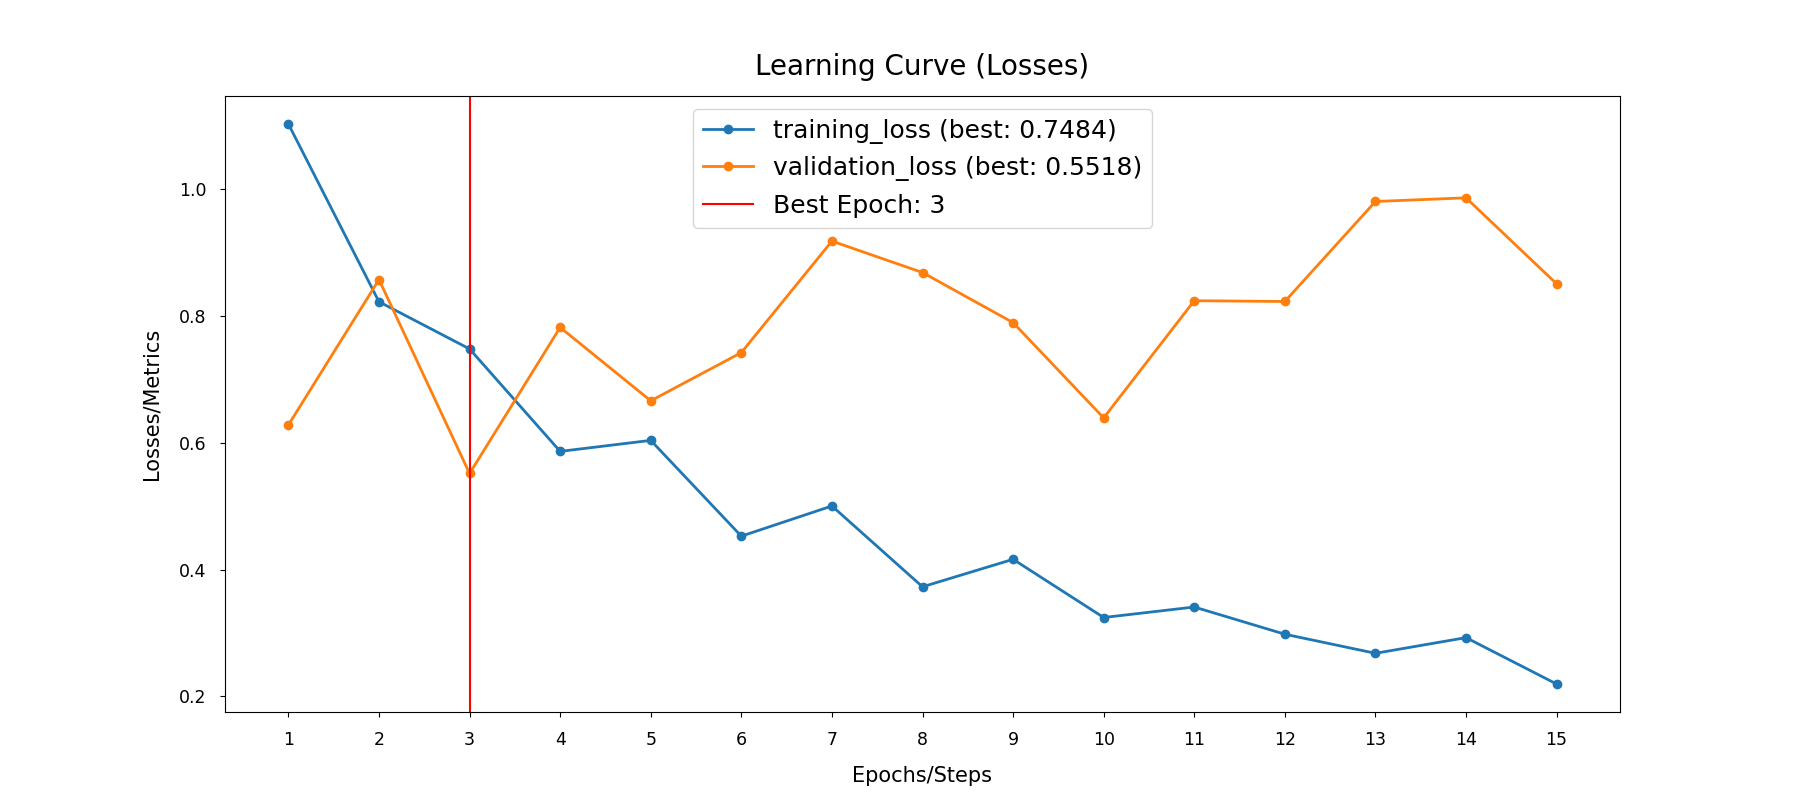 Learning Curve (Losses)
training_loss (best: 0.7484)
validation_loss (best: 0.5518)
Best Epoch: 3
Losses/Metrics
1.0
0.8
0.6
0.4
0.2
1 2 3 4 5 6 7 8 9 10 11 12 13 14 15
Epochs/Steps